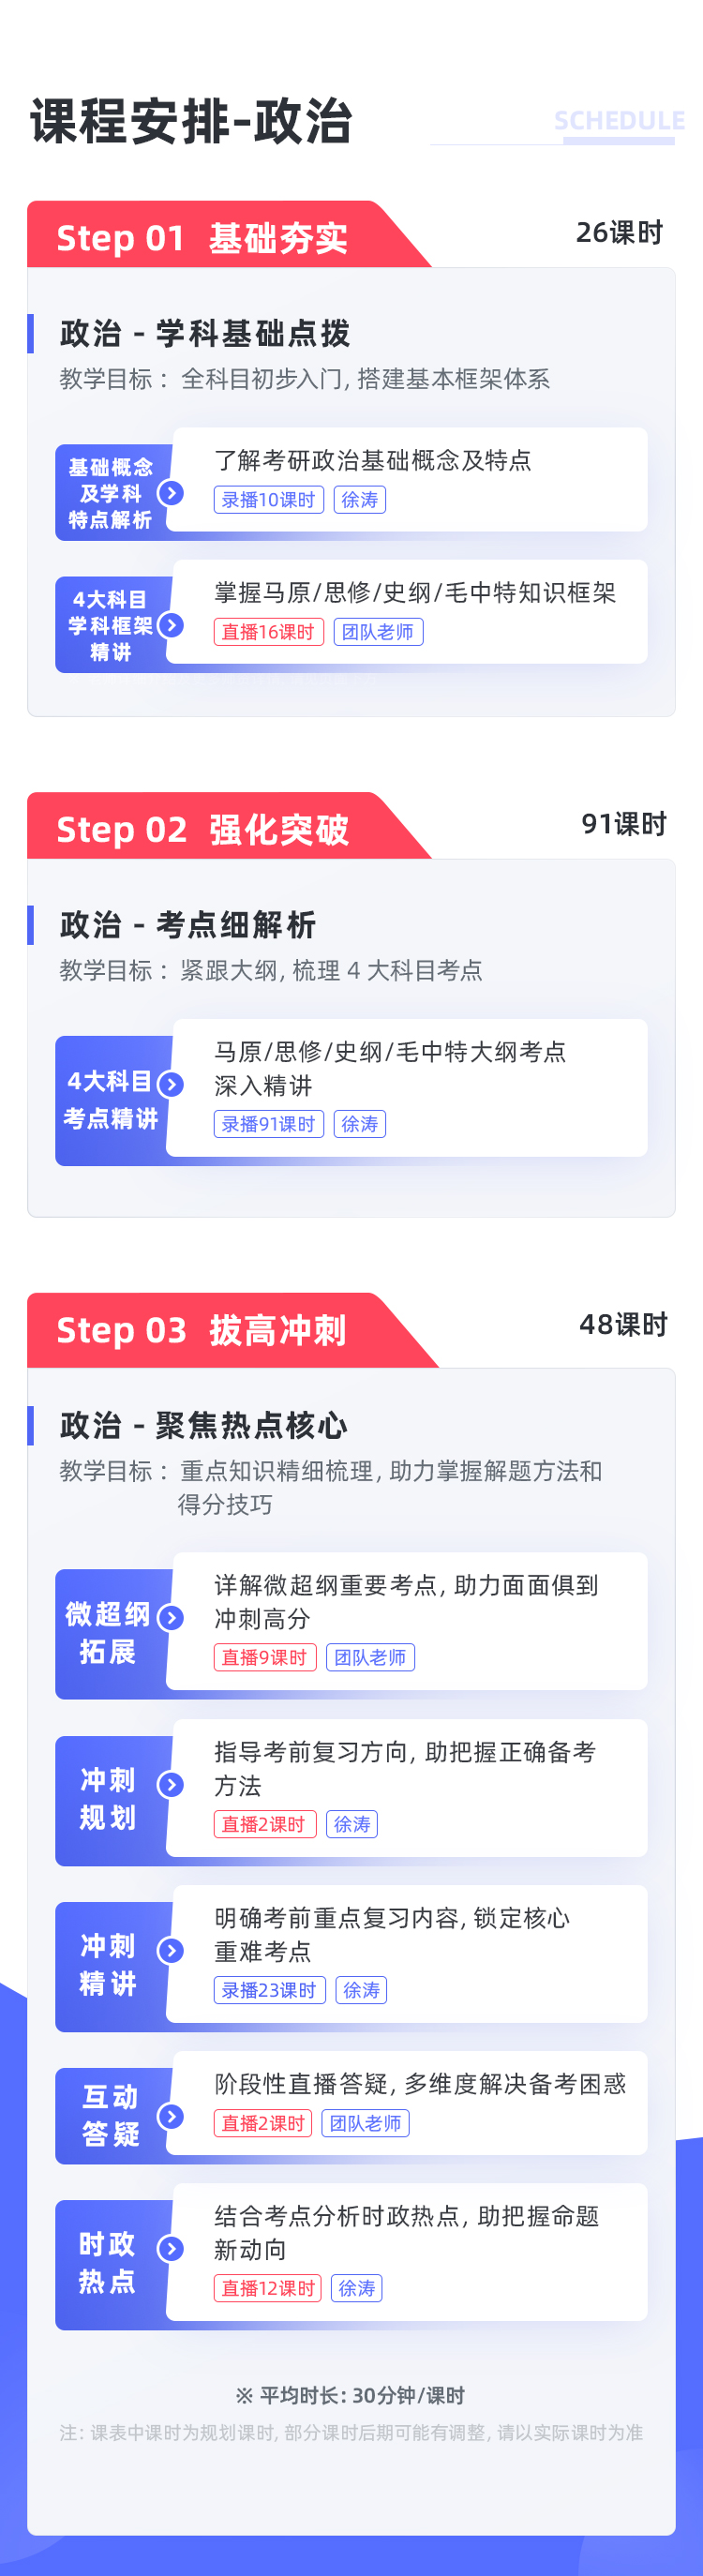 课程安排-政治
SCHEDULE
Step 01 基础夯实
26课时
政治 - 学科基础点拨
教学目标： 全科目初步入门, 搭建基本框架体系
基础概念
及学科
特点解析
了解考研政治基础概念及特点
录播10课时 徐涛
4大科目
学科框架
精讲
掌握马原/思修/史纲/毛中特知识框架
直播16课时 团队老师
Step 02 强化突破
91课时
政治 - 考点细解析
教学目标： 紧跟大纲, 梳理 4 大科目考点
4大科目
考点精讲
马原/思修/史纲/毛中特大纲考点
深入精讲
录播91课时 徐涛
Step 03 拔高冲刺
48课时
政治 - 聚焦热点核心
教学目标： 重点知识精细梳理, 助力掌握解题方法和
得分技巧
微超纲
拓展
详解微超纲重要考点, 助力面面俱到
冲刺高分
直播9课时 团队老师
冲刺
规划
指导考前复习方向, 助把握正确备考
方法
直播2课时 徐涛
冲刺
精讲
明确考前重点复习内容, 锁定核心
重难考点
录播23课时 徐涛
互动
答疑
阶段性直播答疑, 多维度解决备考困惑
直播2课时 团队老师
时政
热点
结合考点分析时政热点, 助把握命题
新动向
直播12课时 徐涛
※ 平均时长: 30分钟/课时
注: 课表中课时为规划课时, 部分课时后期可能有调整, 请以实际课时为准